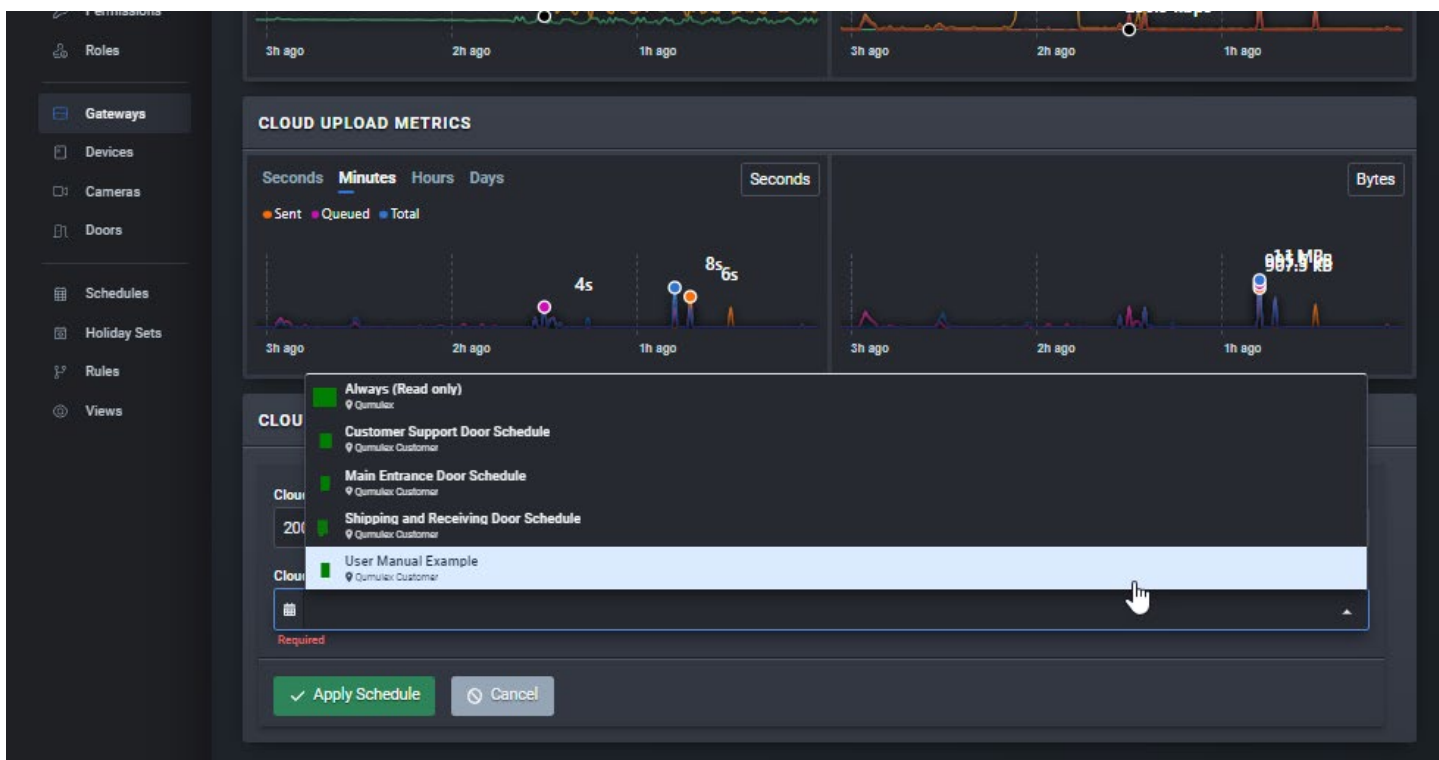 Permissions
3h ago 2h ago 1h ago
3h ago 2h ago 1h ago
Roles
Gateways
Devices
Cameras
Doors
Schedules
Holiday Sets
Rules
Views
CLOUD UPLOAD METRICS
Seconds Minutes Hours Days
Seconds
Sent Queued Total
4s
8s
6s
3h ago 2h ago 1h ago
Bytes
3h ago 2h ago 1h ago
CLOU
Always (Read only)
Qumulex
Customer Support Door Schedule
Qumulex Customer
Main Entrance Door Schedule
Qumulex Customer
Shipping and Receiving Door Schedule
Qumulex Customer
User Manual Example
Qumulex Customer
Clou
200
Clou
Required
Apply Schedule
Cancel